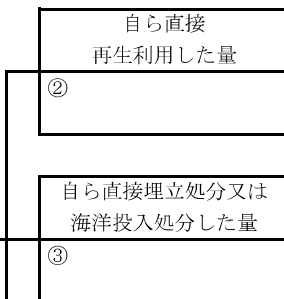 自ら直接
再生利用した量
②
自ら直接埋立処分又は
海洋投入処分した量
③